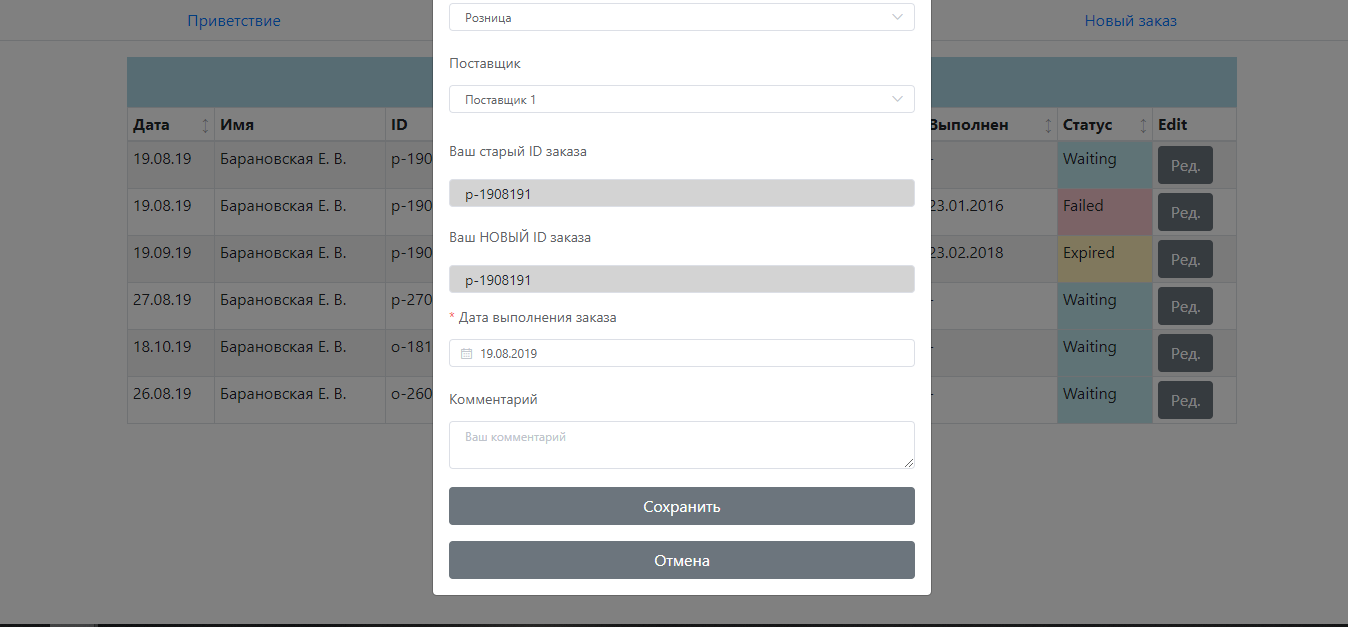 Приветствие
Новый заказ
Розница
Поставщик
Поставщик 1
Ваш старый ID заказа
р-1908191
Ваш НОВЫЙ ID заказа
р-1908191
* Дата выполнения заказа
19.08.2019
Комментарий
Ваш комментарий
Сохранить
Отмена
Дата Имя ID Выполнен Статус Edit
19.08.19 Барановская Е. В. р-190 - Waiting Ред.
19.08.19 Барановская Е. В. р-190 23.01.2016 Failed Ред.
19.09.19 Барановская Е. В. р-190 23.02.2018 Expired Ред.
27.08.19 Барановская Е. В. р-270 - Waiting Ред.
18.10.19 Барановская Е. В. о-181 - Waiting Ред.
26.08.19 Барановская Е. В. о-260 - Waiting Ред.